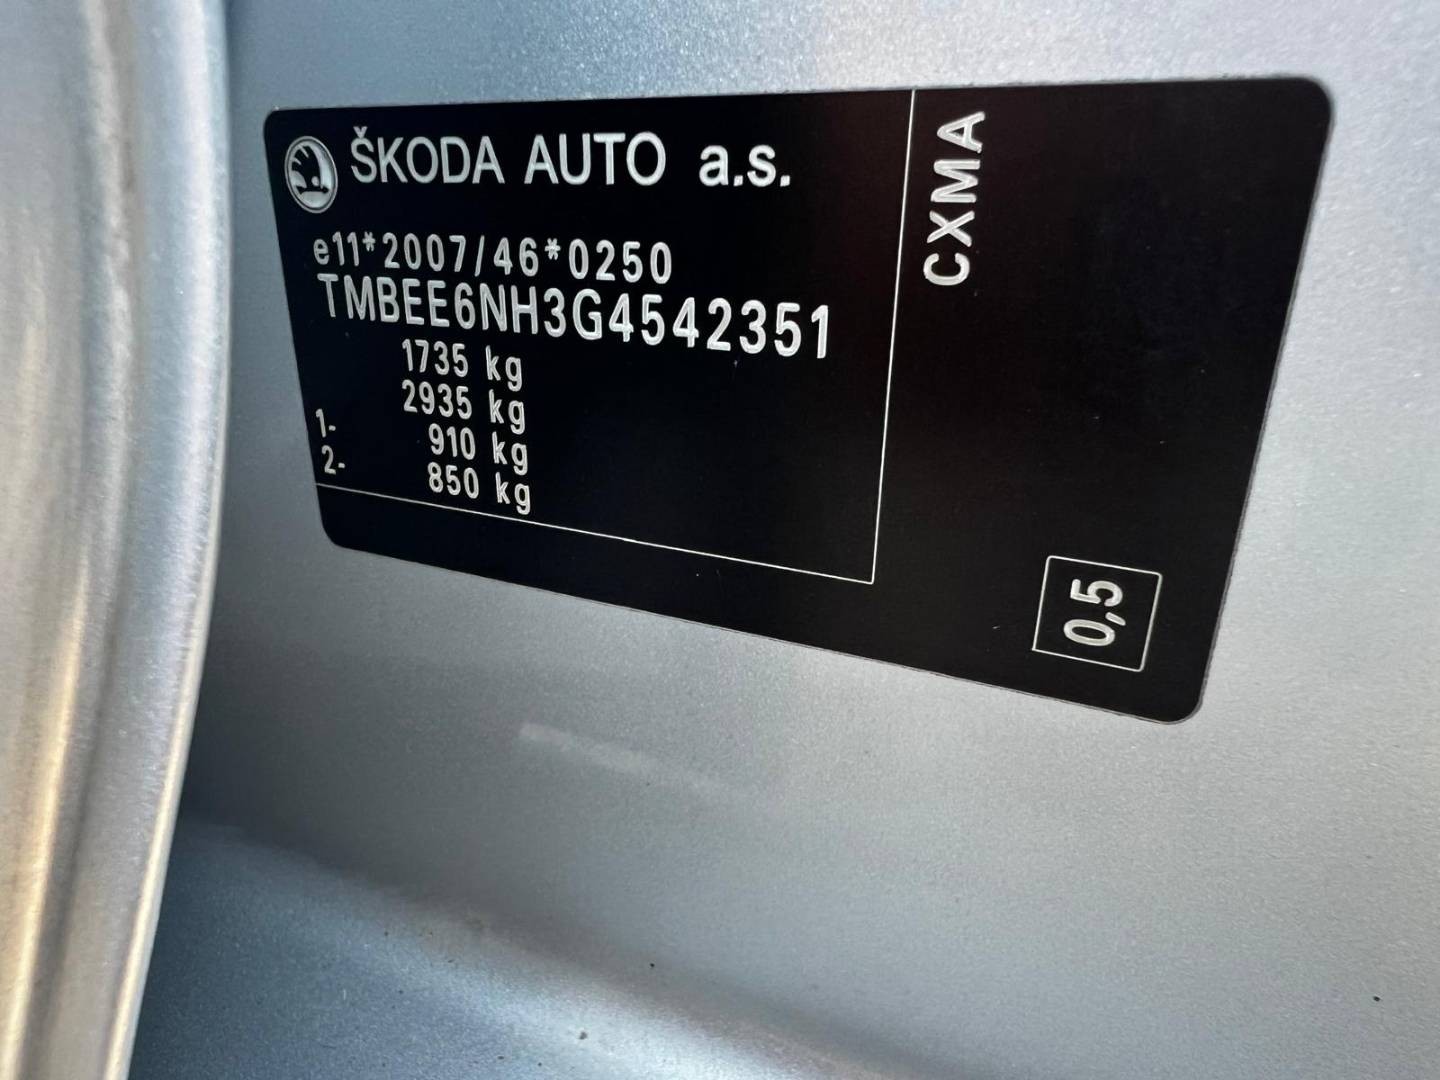 ŠKODA AUTO a.s.
e11*2007/46*0250
TMBEE6NH3G4542351
1735 kg
2935 kg
1- 910 kg
2- 850 kg
CXMA
0,5